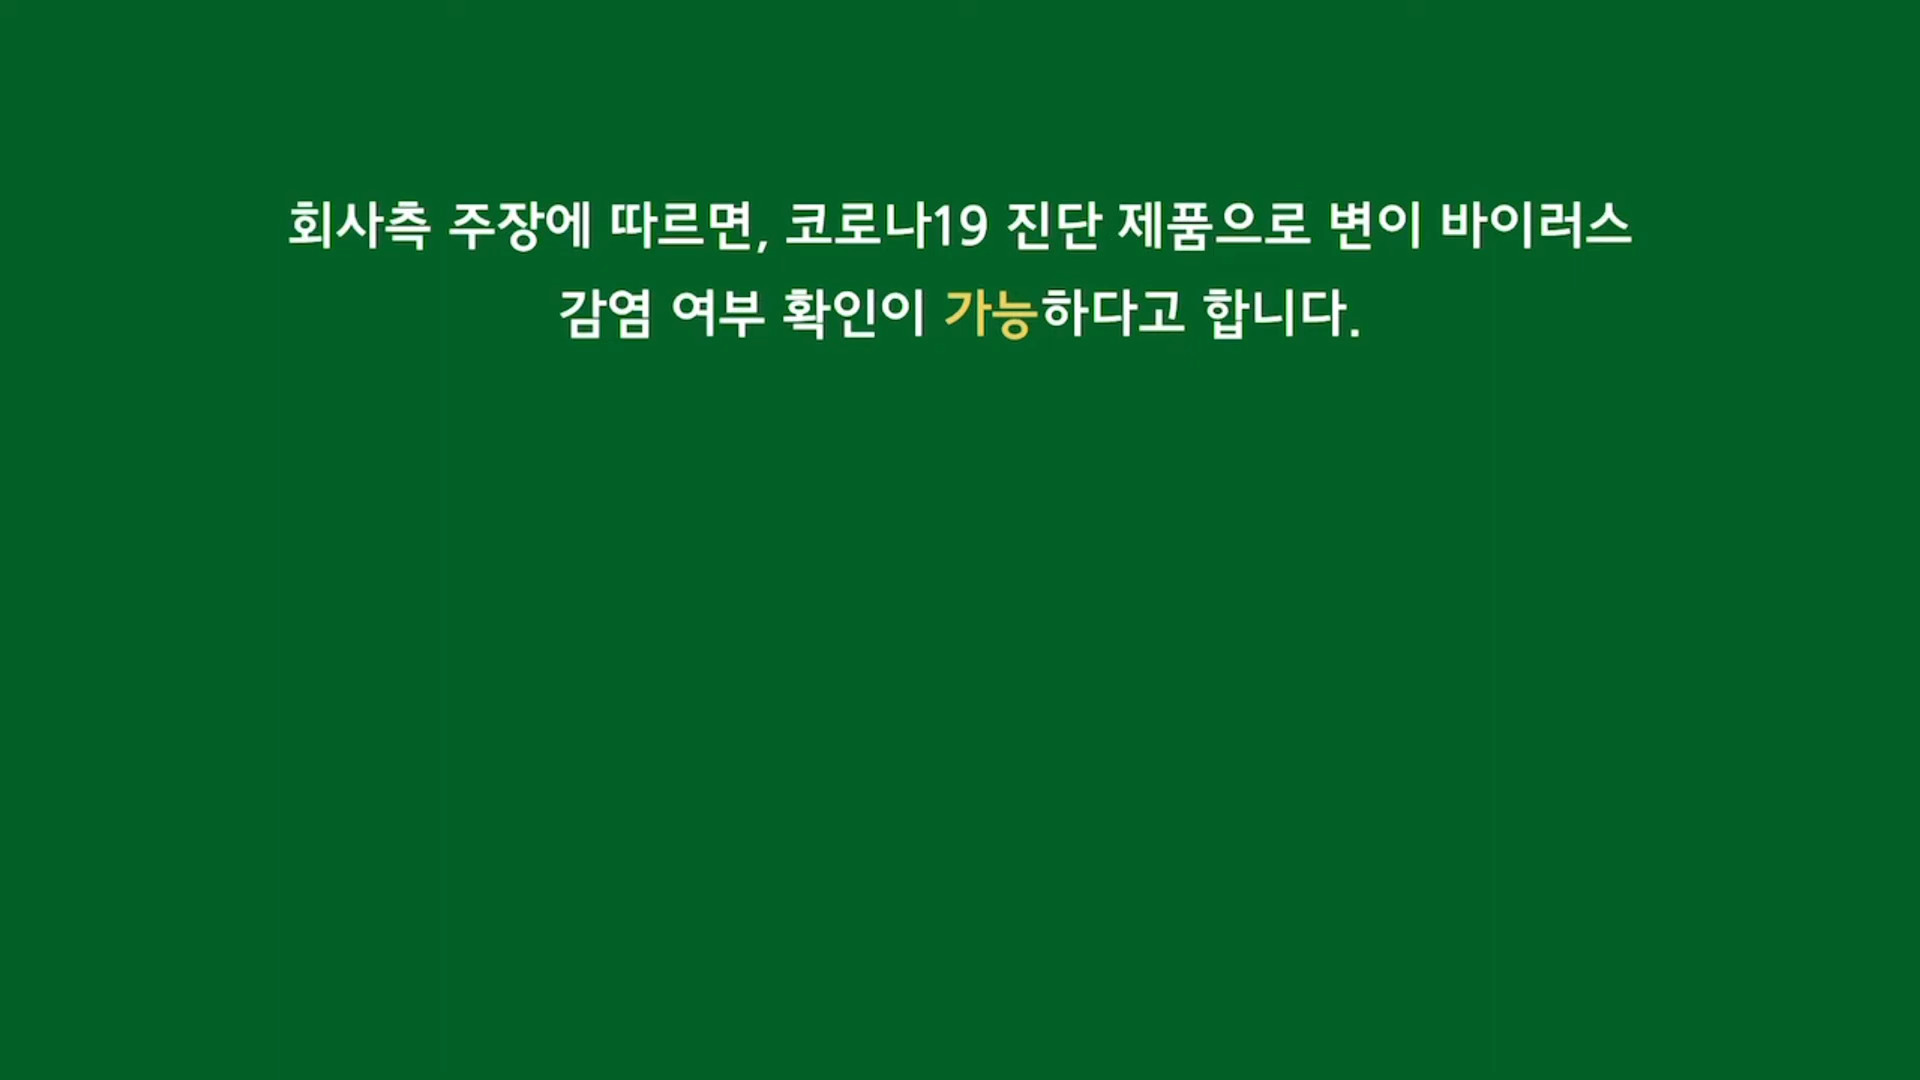 회사측 주장에 따르면, 코로나19 진단 제품으로 변이 바이러스
감염 여부 확인이 가능하다고 합니다.